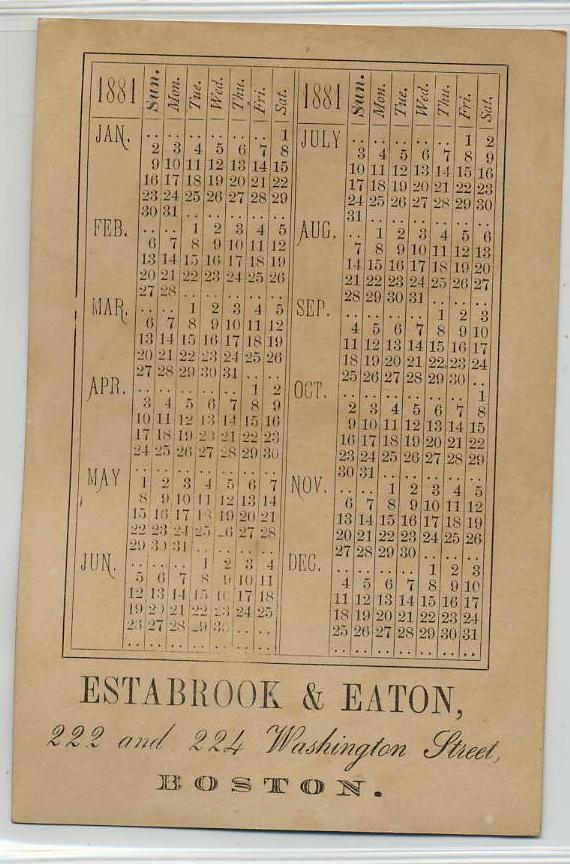 1881 Sun. Mon. Tue. Wed. Thu. Fri. Sat.
JAN. .. .. .. .. .. .. 1
2 3 4 5 6 7 8
9 10 11 12 13 14 15
16 17 18 19 20 21 22
23 24 25 26 27 28 29
30 31 .. .. .. .. ..
FEB. .. .. 1 2 3 4 5
6 7 8 9 10 11 12
13 14 15 16 17 18 19
20 21 22 23 24 25 26
27 28 .. .. .. .. ..
MAR. .. .. 1 2 3 4 5
6 7 8 9 10 11 12
13 14 15 16 17 18 19
20 21 22 23 24 25 26
27 28 29 30 31 .. ..
APR. .. .. .. .. .. 1 2
3 4 5 6 7 8 9
10 11 12 13 14 15 16
17 18 19 20 21 22 23
24 25 26 27 28 29 30
.. .. .. .. .. .. ..
MAY 1 2 3 4 5 6 7
8 9 10 11 12 13 14
15 16 17 18 19 20 21
22 23 24 25 26 27 28
29 30 31 .. .. .. ..
JUN. .. .. .. 1 2 3 4
5 6 7 8 9 10 11
12 13 14 15 16 17 18
19 20 21 22 23 24 25
26 27 28 29 30 .. ..
.. .. .. .. .. .. ..
1881 Sun. Mon. Tue. Wed. Thu. Fri. Sat.
JULY .. .. .. .. .. 1 2
3 4 5 6 7 8 9
10 11 12 13 14 15 16
17 18 19 20 21 22 23
24 25 26 27 28 29 30
31 .. .. .. .. .. ..
AUG. .. 1 2 3 4 5 6
7 8 9 10 11 12 13
14 15 16 17 18 19 20
21 22 23 24 25 26 27
28 29 30 31 .. .. ..
SEP. .. .. .. .. 1 2 3
4 5 6 7 8 9 10
11 12 13 14 15 16 17
18 19 20 21 22 23 24
25 26 27 28 29 30 ..
OCT. .. .. .. .. .. .. 1
2 3 4 5 6 7 8
9 10 11 12 13 14 15
16 17 18 19 20 21 22
23 24 25 26 27 28 29
30 31 .. .. .. .. ..
NOV. .. .. 1 2 3 4 5
6 7 8 9 10 11 12
13 14 15 16 17 18 19
20 21 22 23 24 25 26
27 28 29 30 .. .. ..
DEC. .. .. .. .. 1 2 3
4 5 6 7 8 9 10
11 12 13 14 15 16 17
18 19 20 21 22 23 24
25 26 27 28 29 30 31
.. .. .. .. .. .. ..
ESTABROOK & EATON,
222 and 224 Washington Street,
BOSTON.